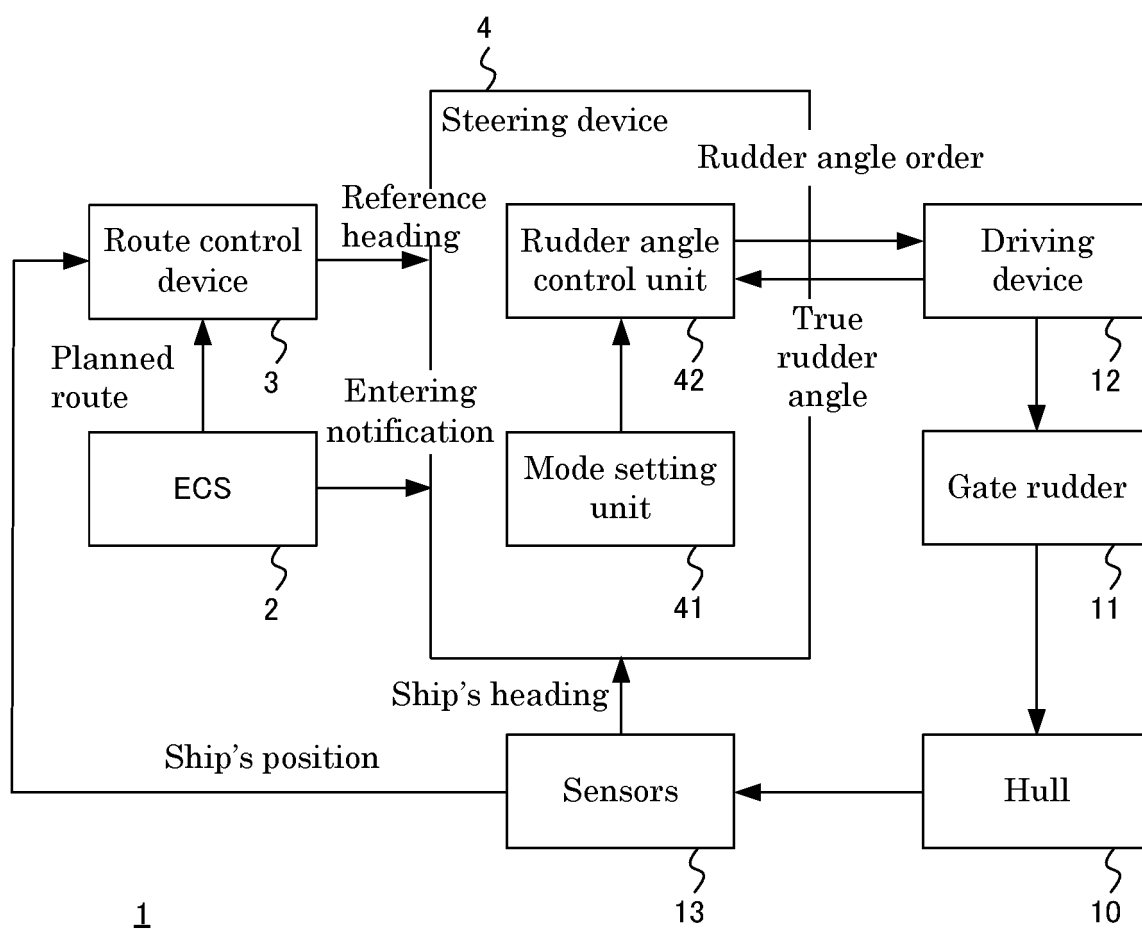 4
Steering device
Rudder angle order
Reference
heading
Route control
device
Rudder angle
control unit
Driving
device
3
Planned
route
42
True
rudder
angle
12
Entering
notification
ECS
Mode setting
unit
Gate rudder
2
41
11
Ship's heading
Ship's position
Sensors
Hull
13
10
1